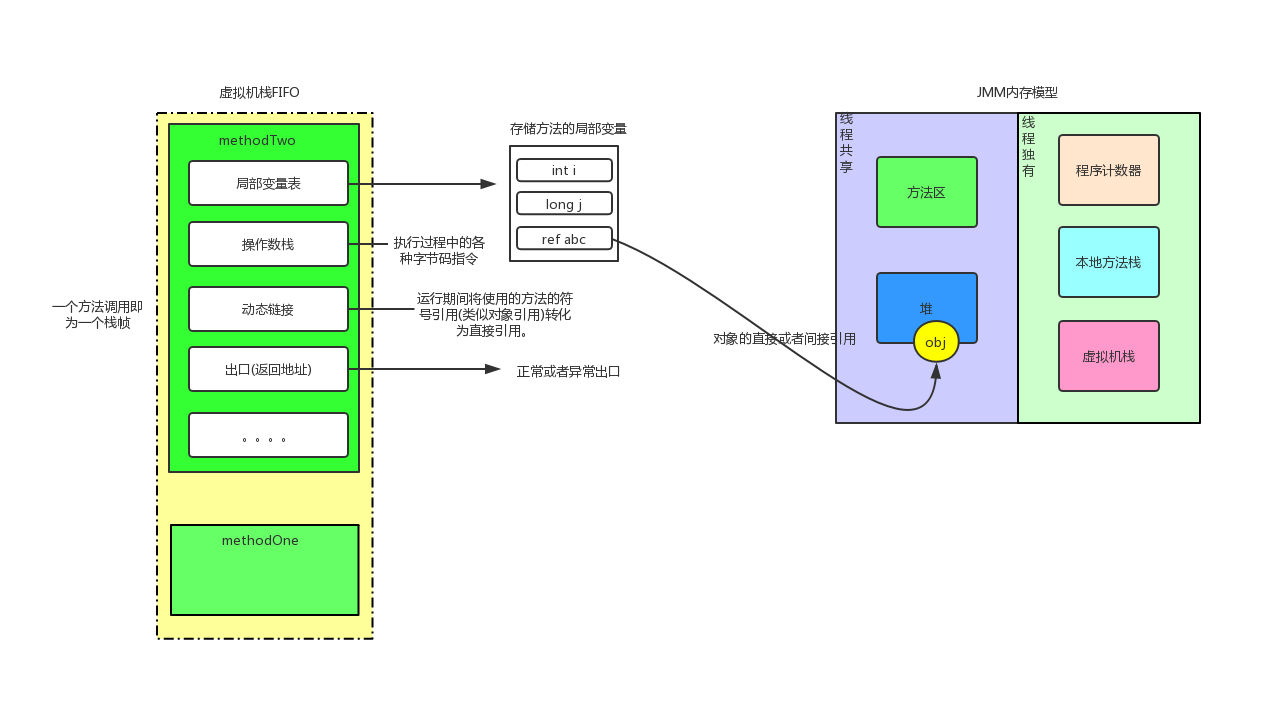 虚拟机栈FIFO
methodTwo
局部变量表
操作数栈
动态链接
出口(返回地址)
。。。。
methodOne
一个方法调用即
为一个栈帧
存储方法的局部变量
int i
long j
ref abc
执行过程中的各
种字节码指令
运行期间将使用的方法的符
号引用(类似对象引用)转化
为直接引用。
正常或者异常出口
对象的直接或者间接引用
JMM内存模型
线
程
共
享
方法区
堆
obj
线
程
独
有
程序计数器
本地方法栈
虚拟机栈